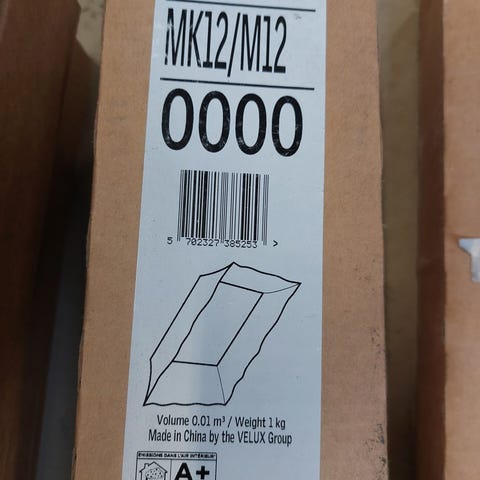 MK12/M12
0000
5 702327 385253 >
Volume 0.01 m³ / Weight 1 kg
Made in China by the VELUX Group
ÉMISSIONS DANS L'AIR INTÉRIEUR
A+